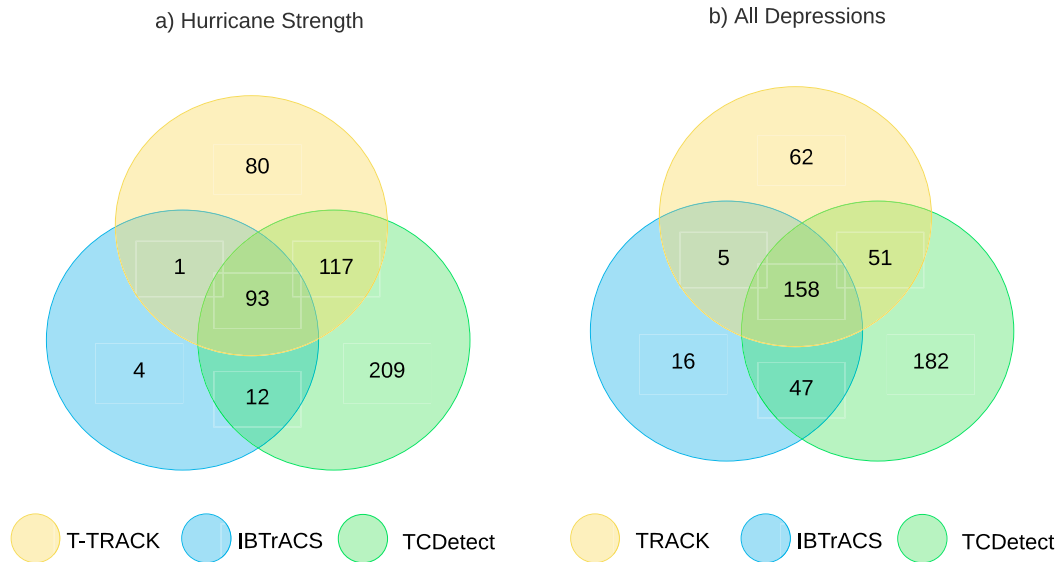 a) Hurricane Strength
80
1
117
93
4
209
12
T-TRACK
IBTrACS
TCDetect
b) All Depressions
62
5
51
158
16
182
47
TRACK
IBTrACS
TCDetect